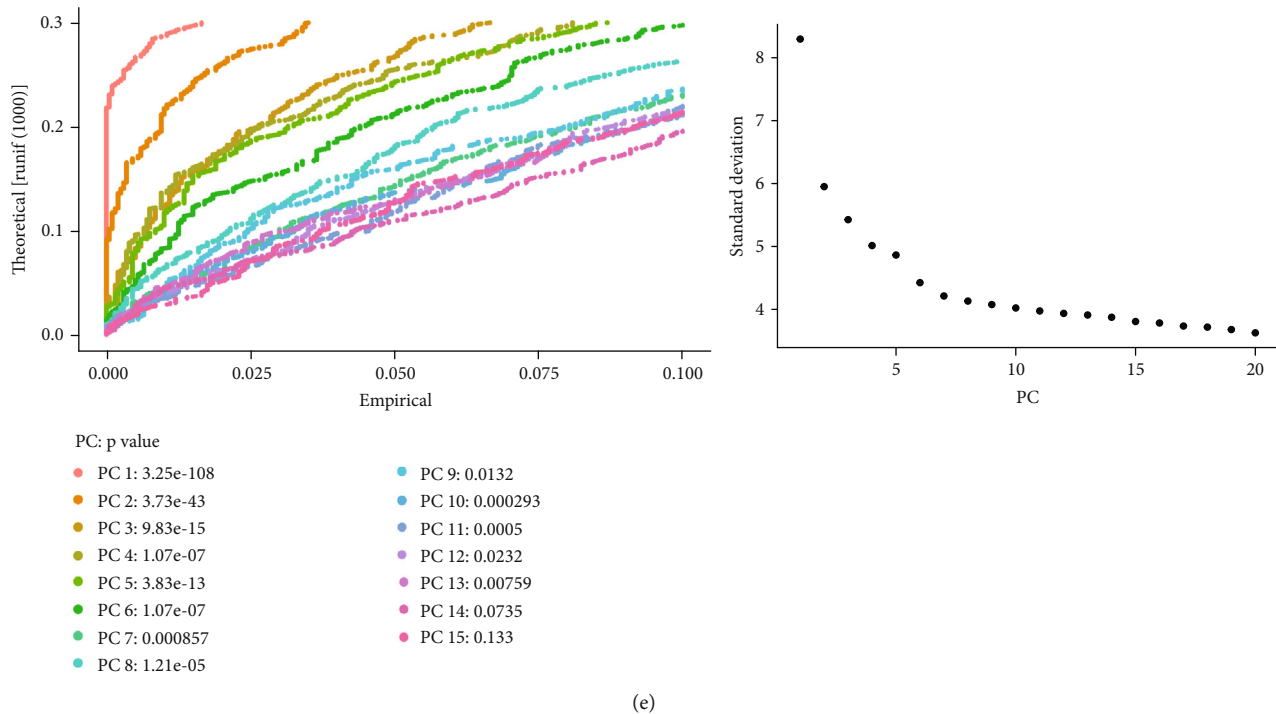 Theoretical [runif (1000)]
0.3
0.2
0.1
0.0
0.000 0.025 0.050 0.075 0.100
Empirical
Standard deviation
8
7
6
5
4
5 10 15 20
PC
PC: p value
PC 1: 3.25e-108
PC 2: 3.73e-43
PC 3: 9.83e-15
PC 4: 1.07e-07
PC 5: 3.83e-13
PC 6: 1.07e-07
PC 7: 0.000857
PC 8: 1.21e-05
PC 9: 0.0132
PC 10: 0.000293
PC 11: 0.0005
PC 12: 0.0232
PC 13: 0.00759
PC 14: 0.0735
PC 15: 0.133
(e)